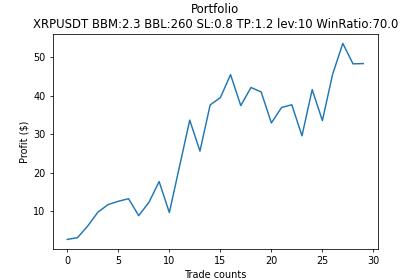 Portfolio
XRPUSDT BBM:2.3 BBL:260 SL:0.8 TP:1.2 lev:10 WinRatio:70.0
50
40
30
20
10
Profit ($)
0 5 10 15 20 25 30
Trade counts